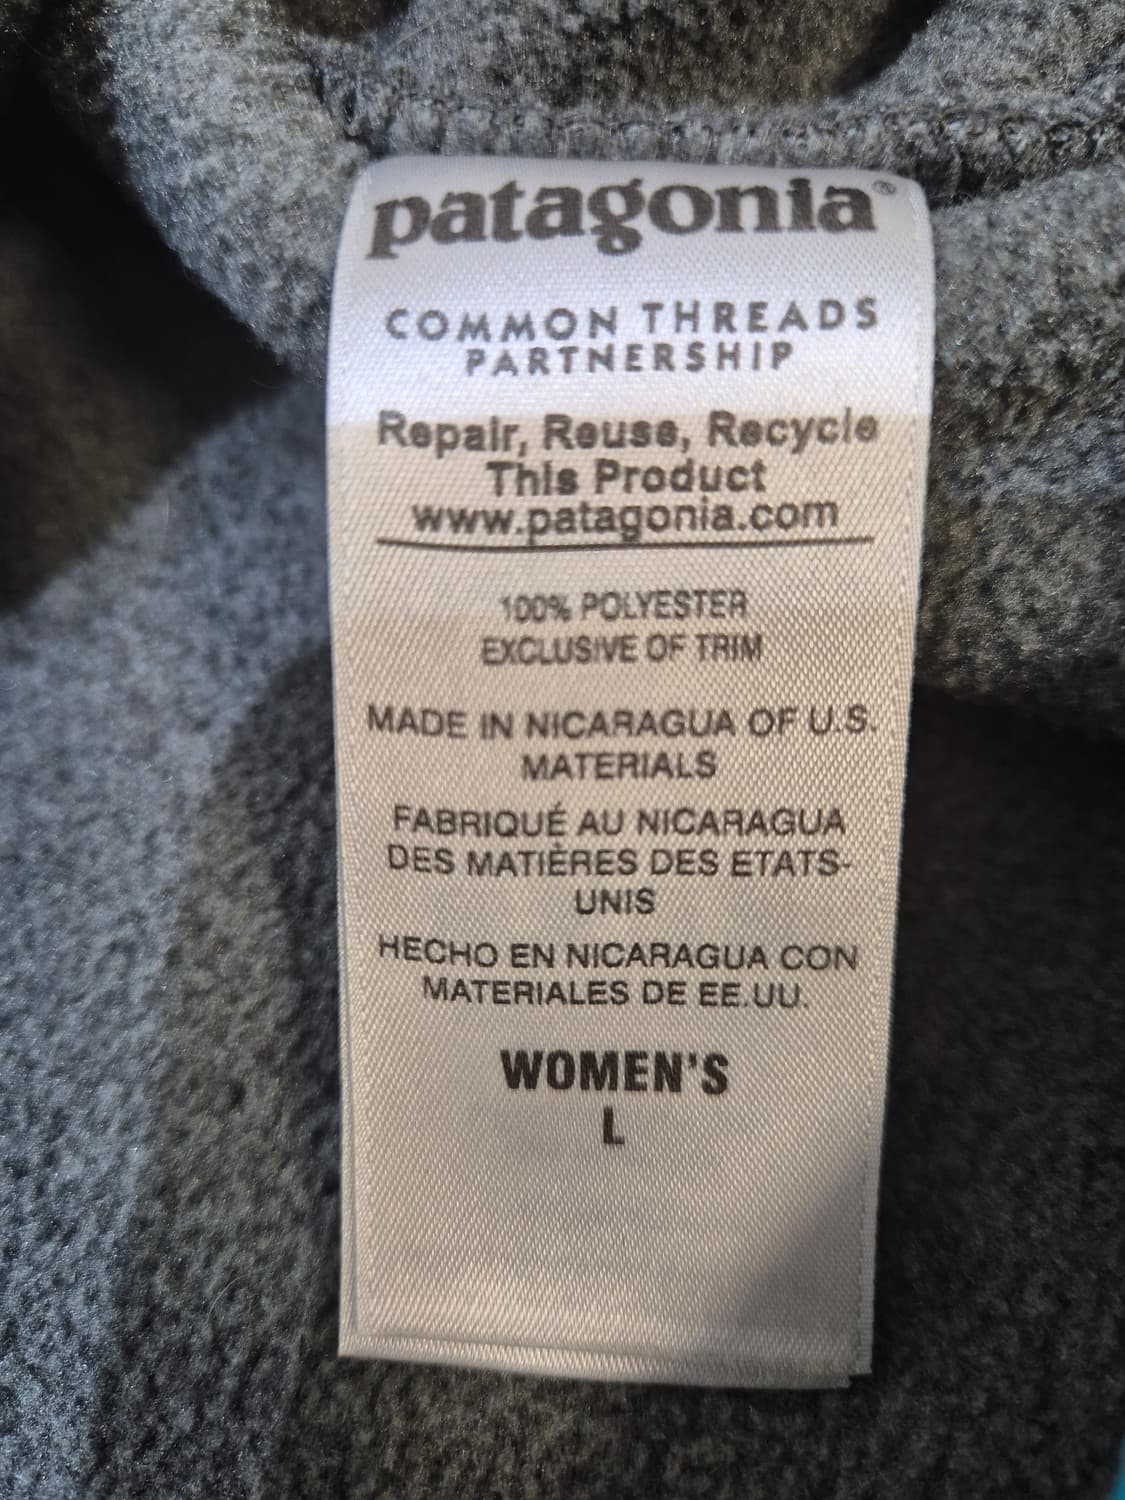 patagonia®
COMMON THREADS
PARTNERSHIP
Repair, Reuse, Recycle
This Product
www.patagonia.com
100% POLYESTER
EXCLUSIVE OF TRIM
MADE IN NICARAGUA OF U.S.
MATERIALS
FABRIQUÉ AU NICARAGUA
DES MATIÈRES DES ETATS-
UNIS
HECHO EN NICARAGUA CON
MATERIALES DE EE.UU.
WOMEN'S
L